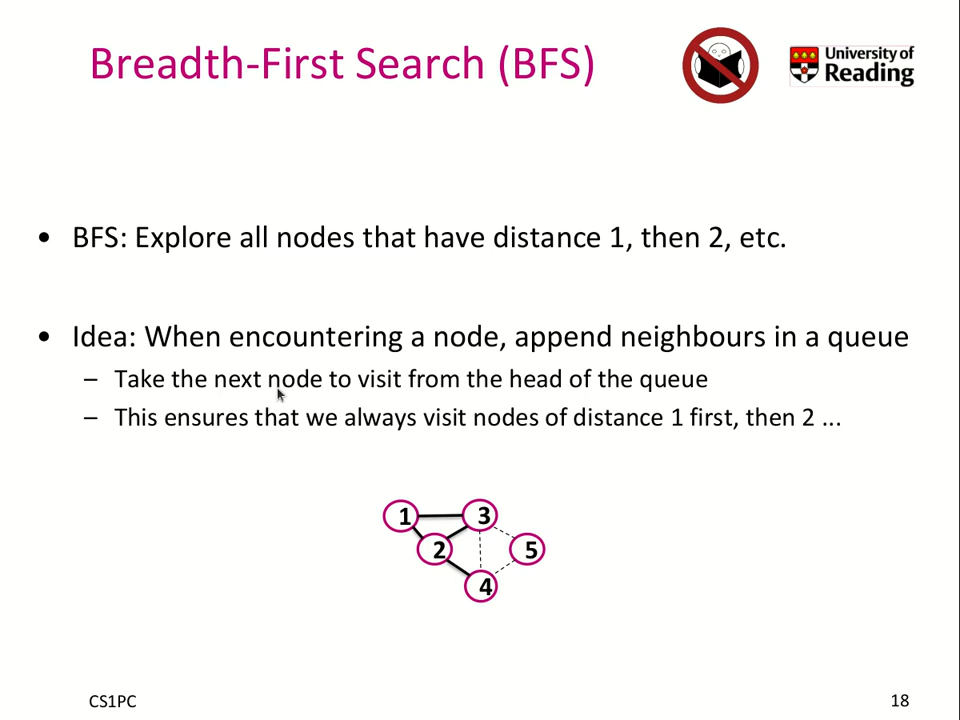 Breadth-First Search (BFS)
University of
Reading
• BFS: Explore all nodes that have distance 1, then 2, etc.
• Idea: When encountering a node, append neighbours in a queue
– Take the next node to visit from the head of the queue
– This ensures that we always visit nodes of distance 1 first, then 2 ...
1
3
2
5
4
CS1PC
18